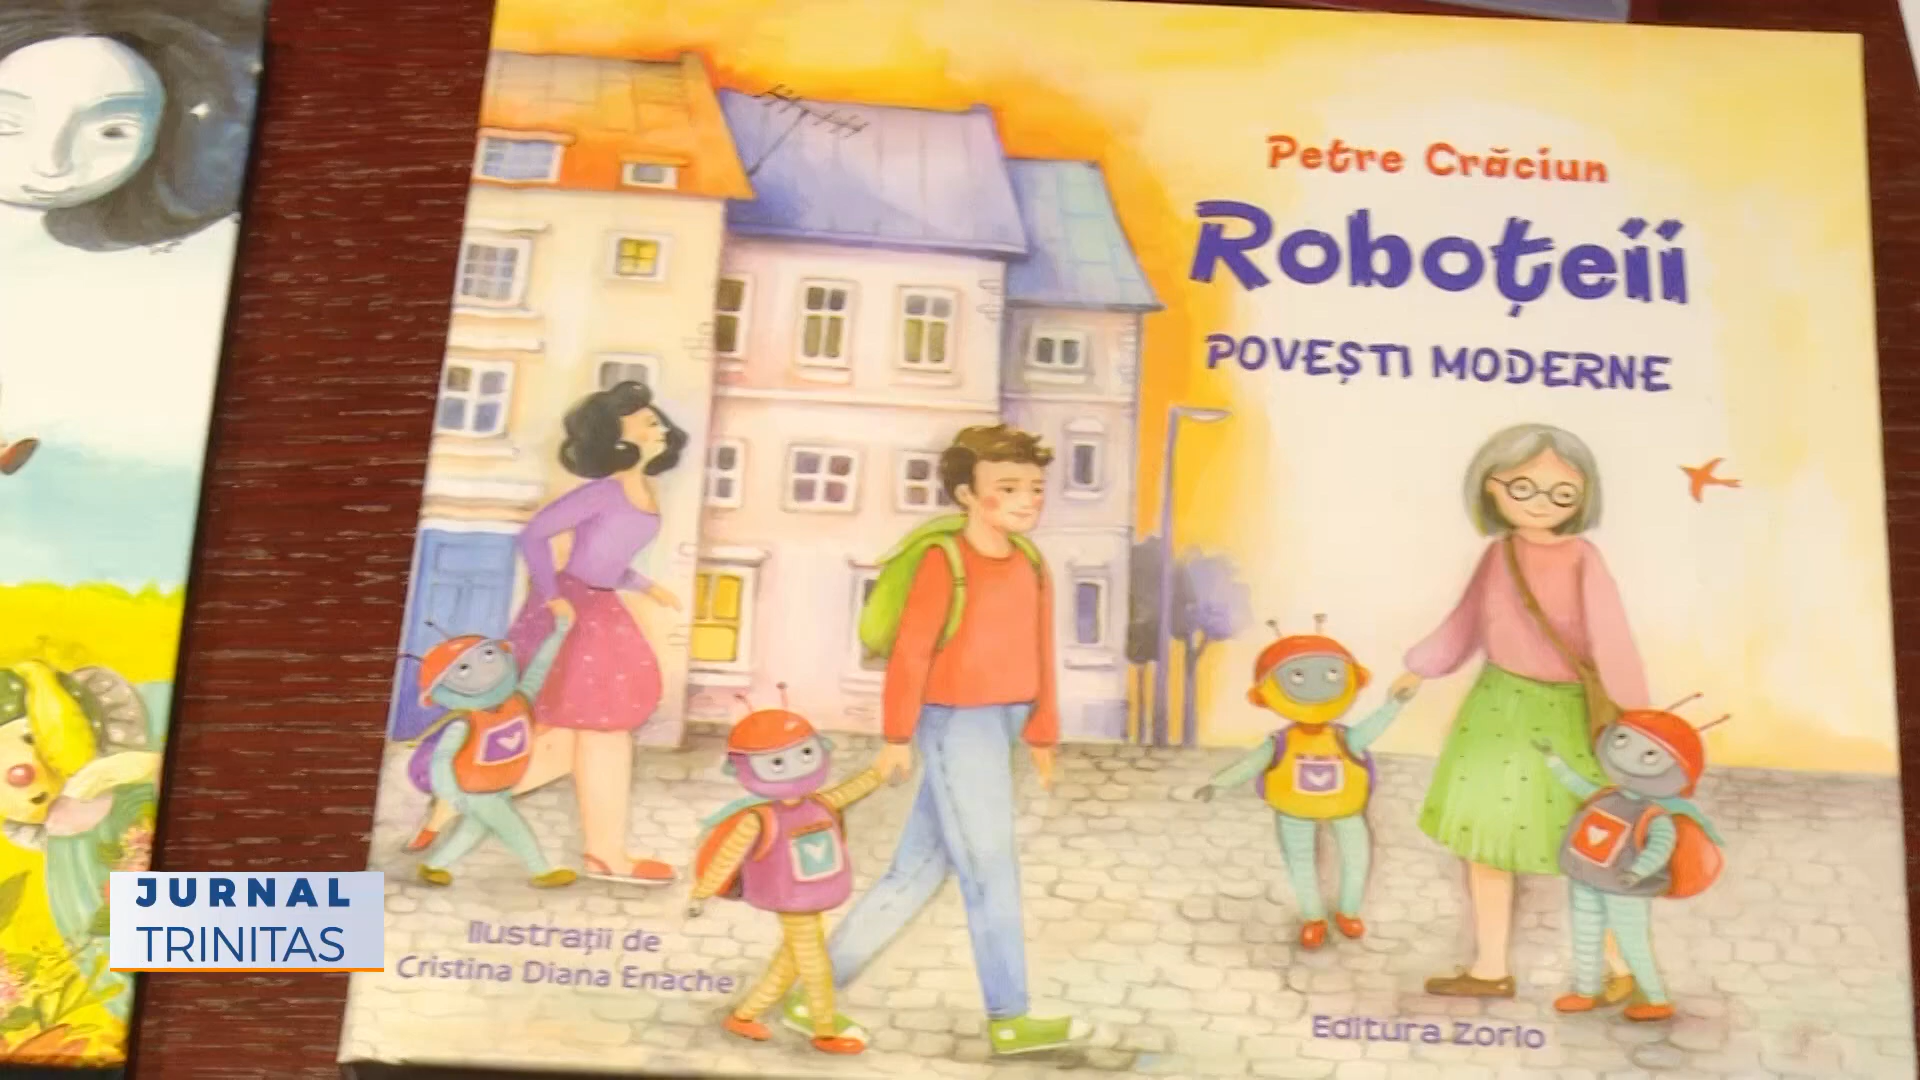 Petre Crăciun
Roboțeii
POVEȘTI MODERNE
Ilustrații de
Cristina Diana Enache
Editura Zorio
JURNAL
TRINITAS